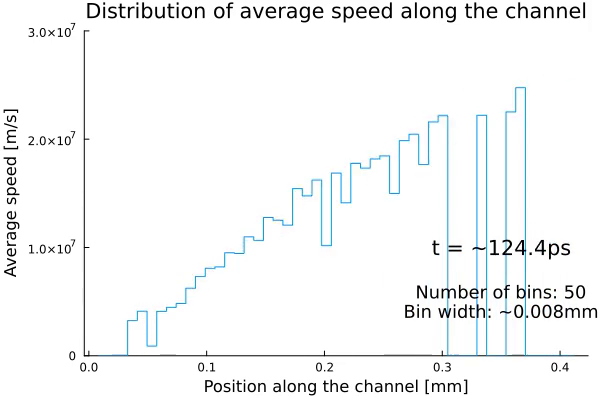 Distribution of average speed along the channel
3.0×10⁷
2.0×10⁷
1.0×10⁷
0
Average speed [m/s]
t = ~124.4ps
Number of bins: 50
Bin width: ~0.008mm
0.0 0.1 0.2 0.3 0.4
Position along the channel [mm]